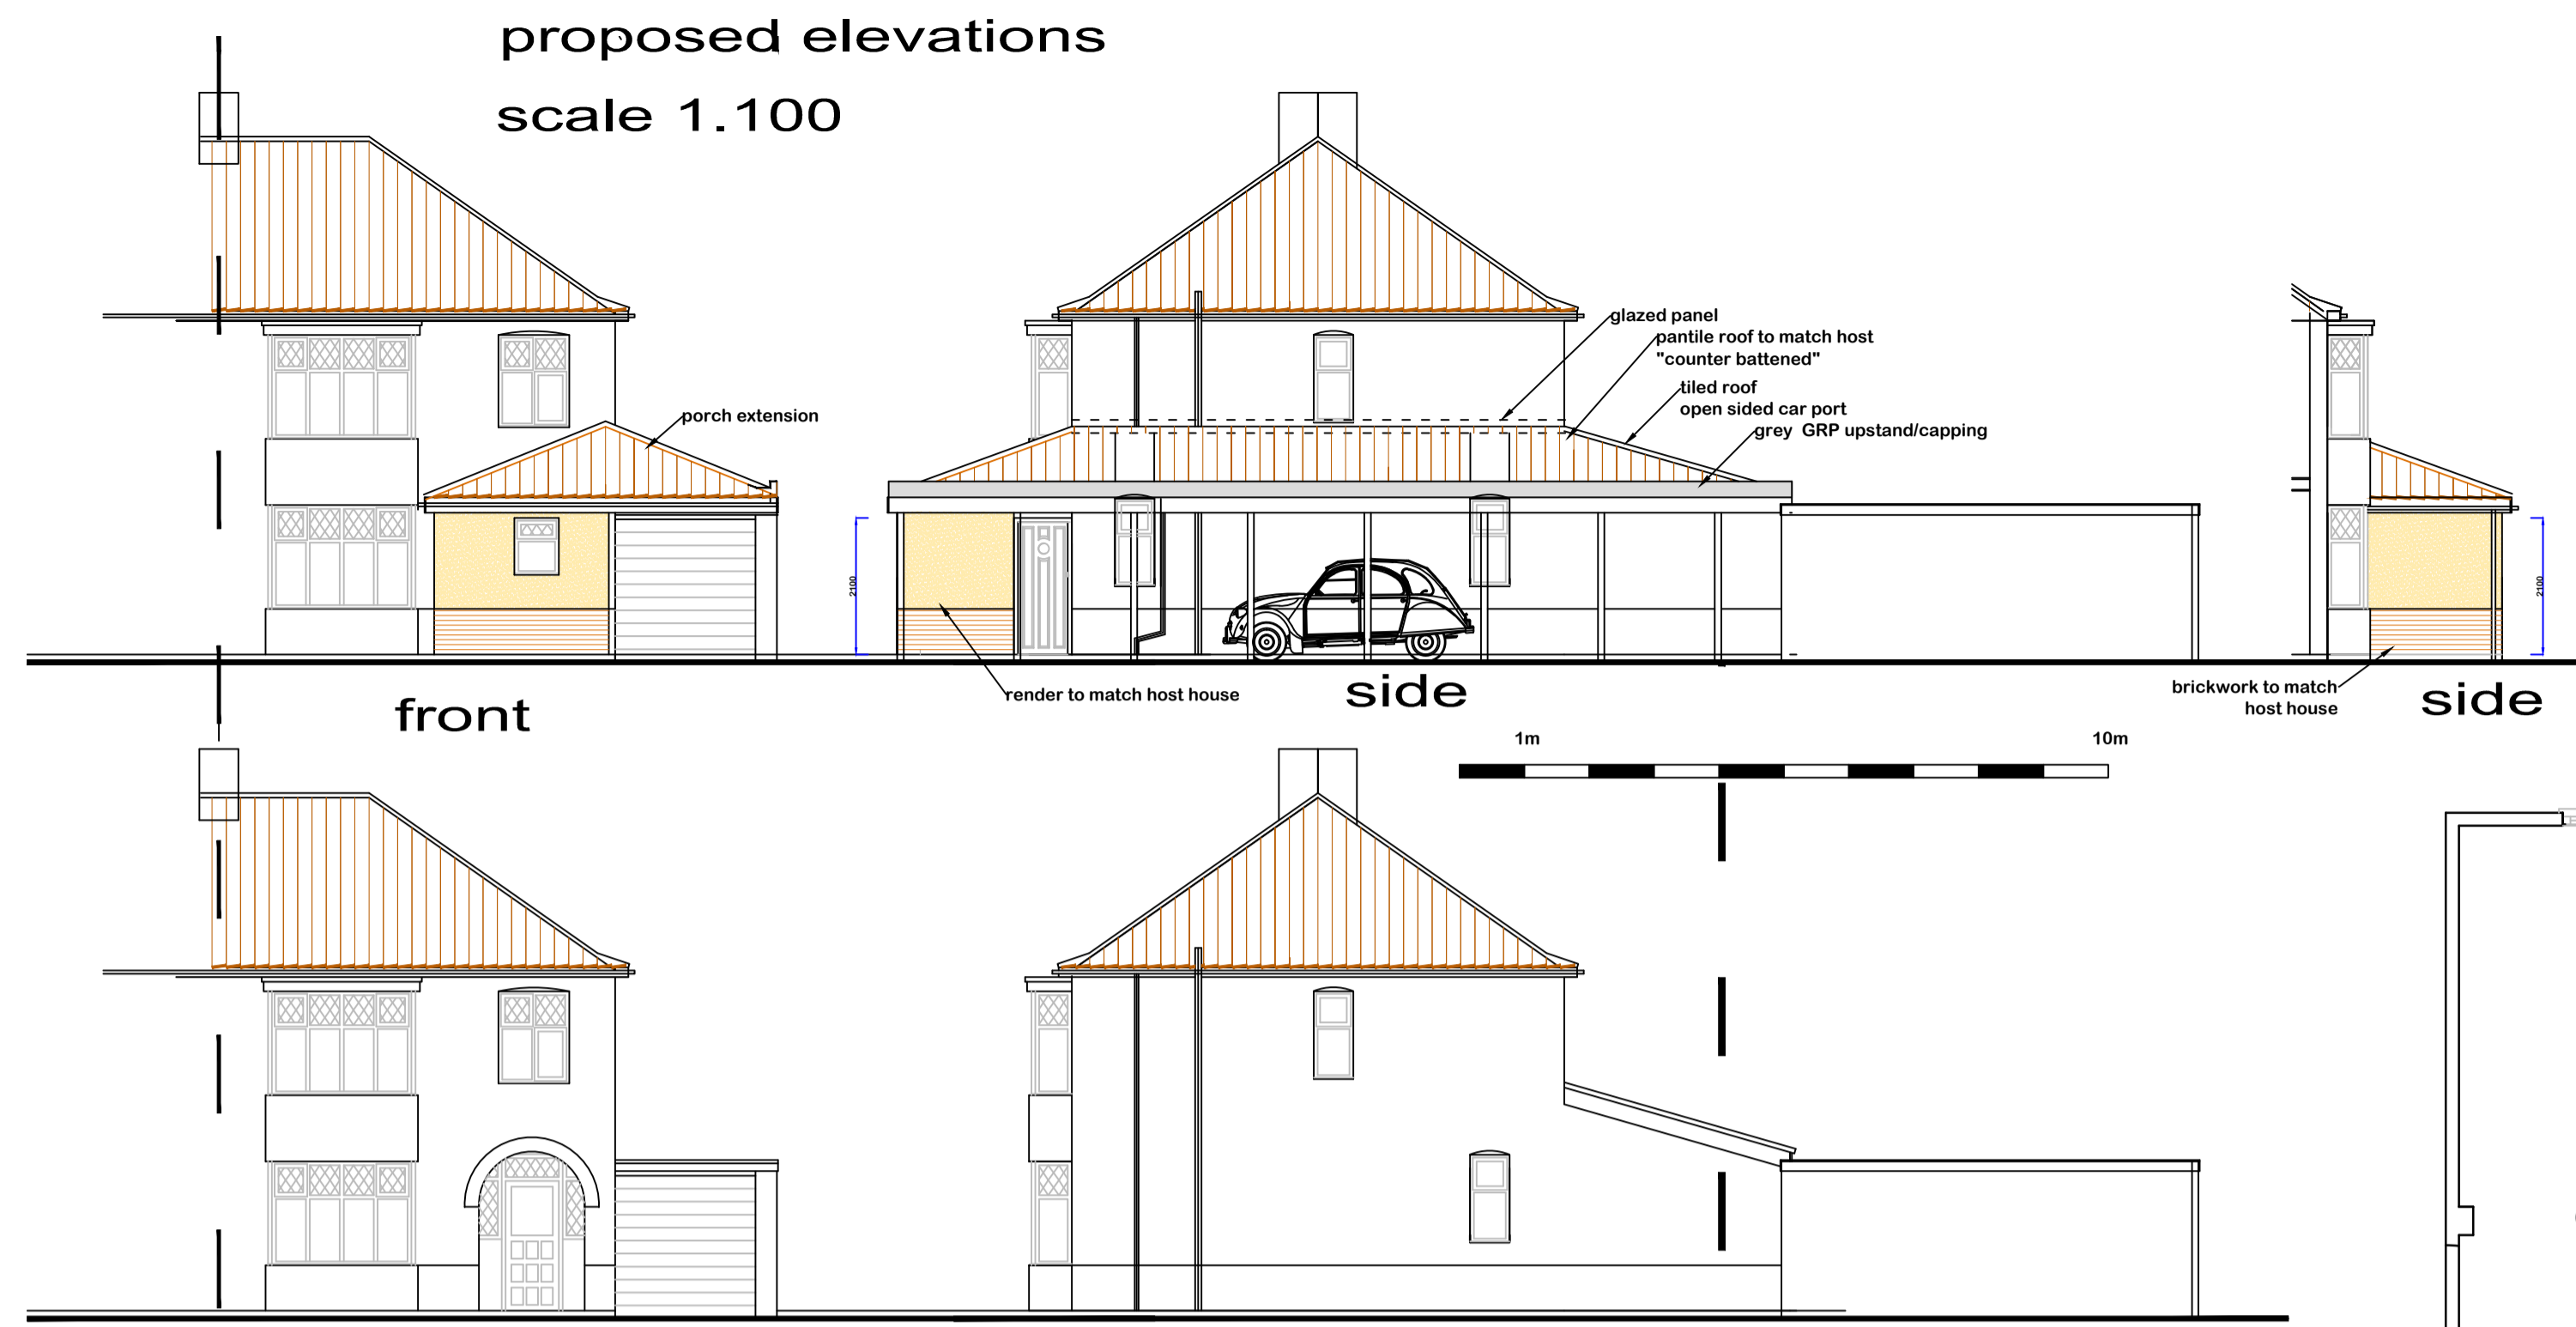 proposed elevations
scale 1.100
glazed panel
pantile roof to match host
"counter battened"
tiled roof
open sided car port
grey GRP upstand/capping
porch extension
2100
2100
render to match host house
brickwork to match
host house
front
side
side
1m
10m